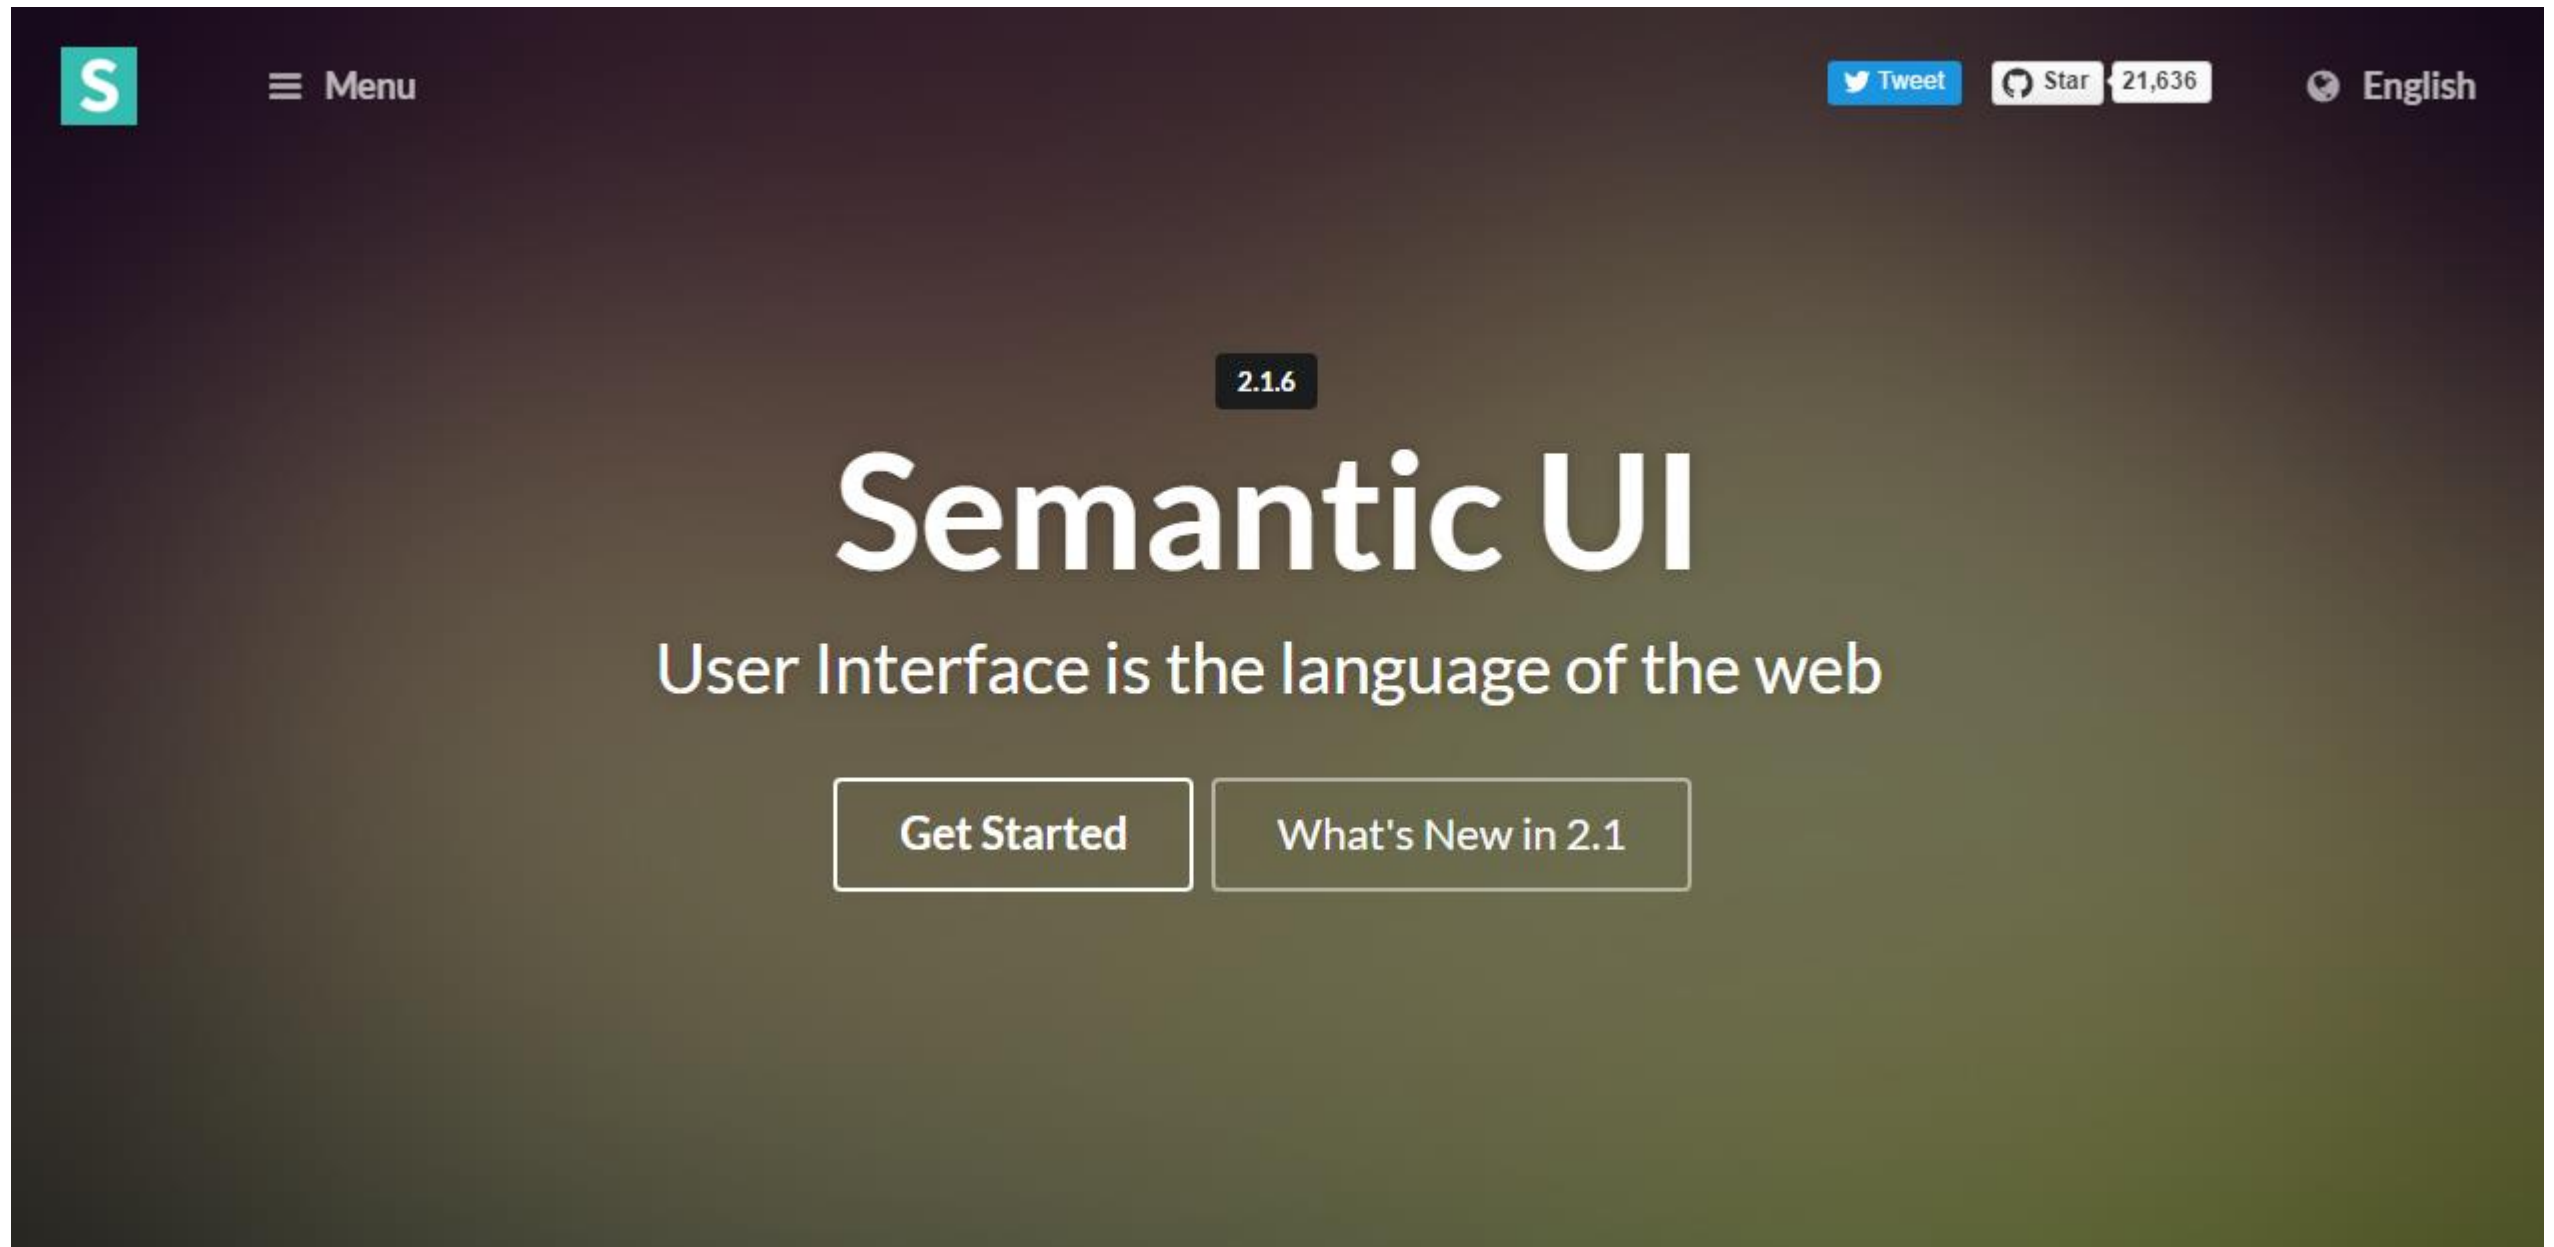 S
Menu
Tweet
Star
21,636
English
2.1.6
Semantic UI
User Interface is the language of the web
Get Started
What's New in 2.1